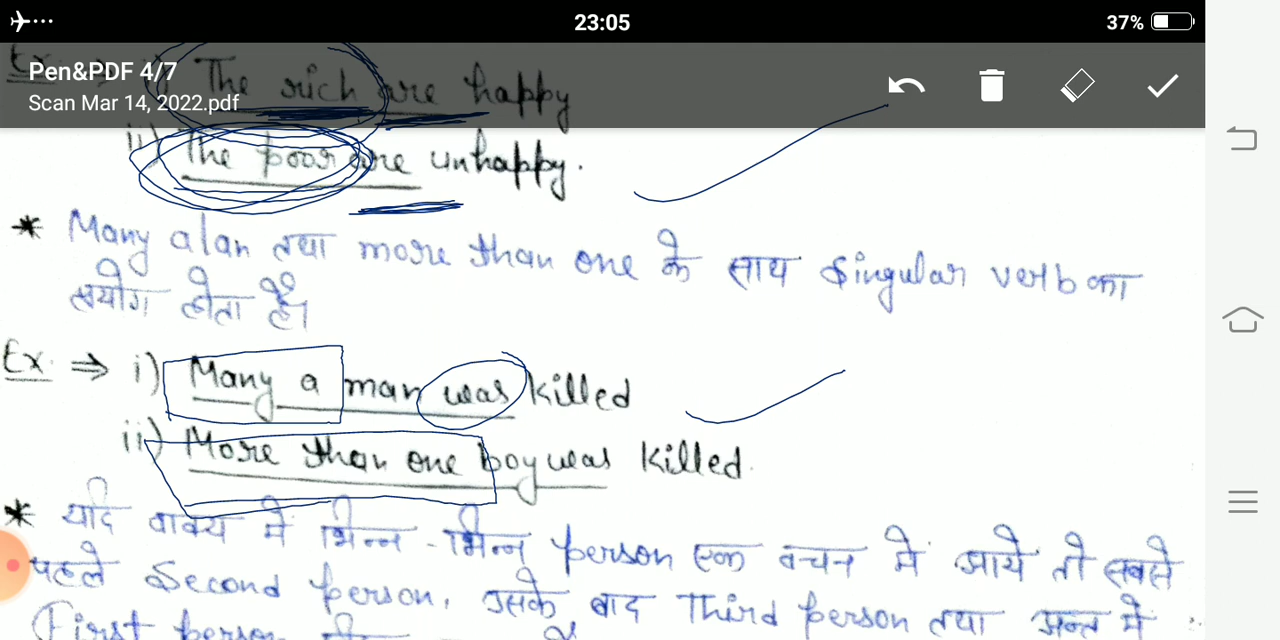 23:05
37%
Pen&PDF 4/7
Scan Mar 14, 2022.pdf
Ex The rich are happy
ii) The poor are unhappy.
* Many a/an तथा more than one के साथ singular verb का
प्रयोग होता है।
Ex ⇒ i) Many a man was killed
ii) More than one boy was killed.
* यदि वाक्य में भिन्न-भिन्न person एक वचन में आये तो सबसे
पहले Second person, उसके बाद Third person तथा अन्त में
First person